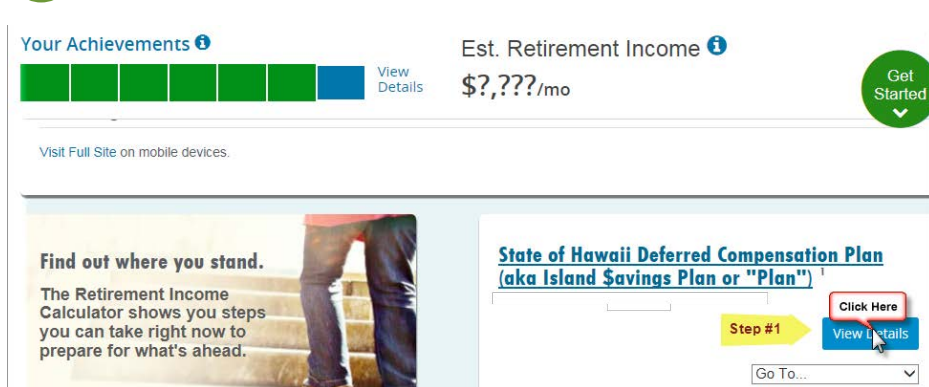 Your Achievements
View
Details
Est. Retirement Income
$?,???/mo
Get
Started
Visit Full Site on mobile devices.
Find out where you stand.
The Retirement Income
Calculator shows you steps
you can take right now to
prepare for what's ahead.
State of Hawaii Deferred Compensation Plan
(aka Island $avings Plan or "Plan") 1
Click Here
Step #1
View Details
Go To...